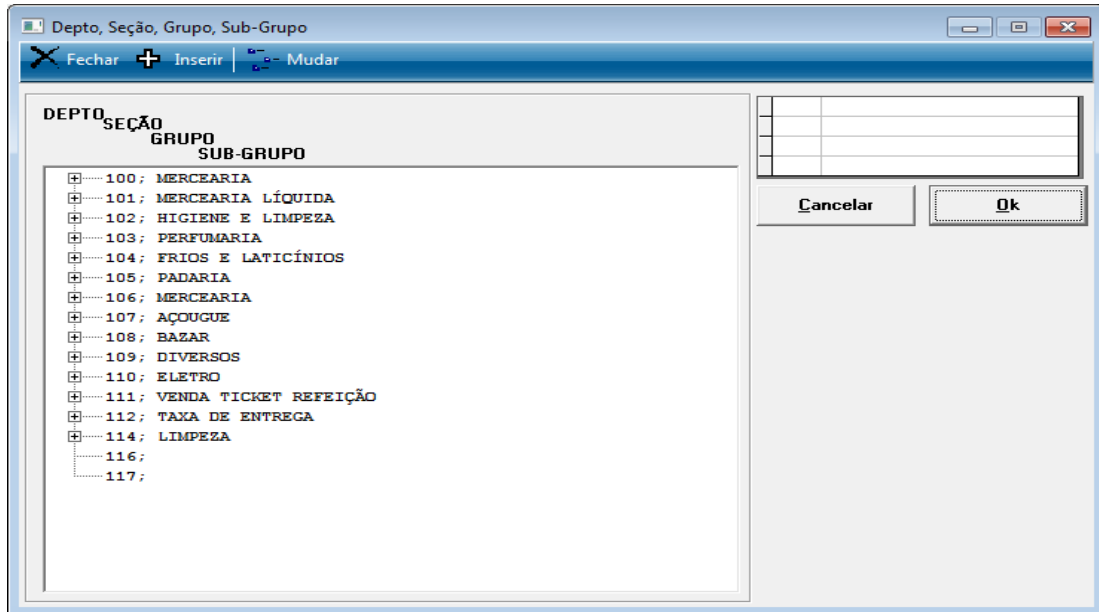 Depto, Seção, Grupo, Sub-Grupo
Fechar Inserir Mudar
DEPTO
SEÇÃO
GRUPO
SUB-GRUPO
100; MERCEARIA
101; MERCEARIA LÍQUIDA
102; HIGIENE E LIMPEZA
103; PERFUMARIA
104; FRIOS E LATICÍNIOS
105; PADARIA
106; MERCEARIA
107; AÇOUGUE
108; BAZAR
109; DIVERSOS
110; ELETRO
111; VENDA TICKET REFEIÇÃO
112; TAXA DE ENTREGA
114; LIMPEZA
116;
117;
Cancelar Ok